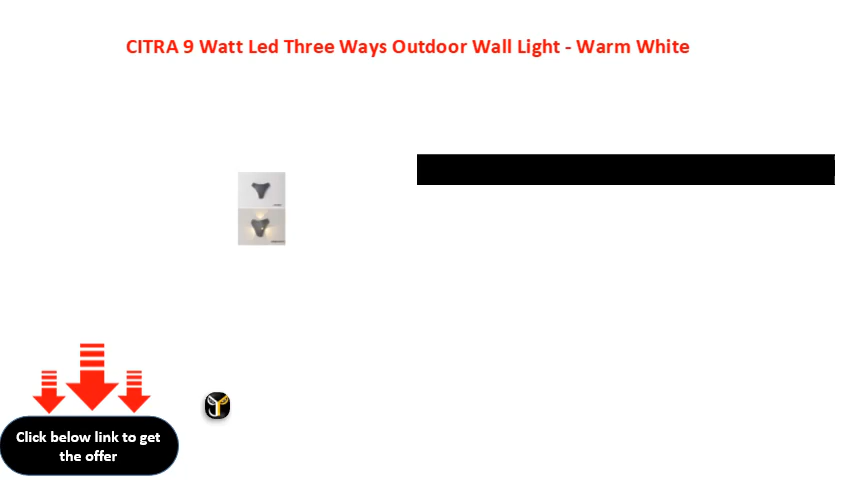 CITRA 9 Watt Led Three Ways Outdoor Wall Light - Warm White
Click below link to get
the offer